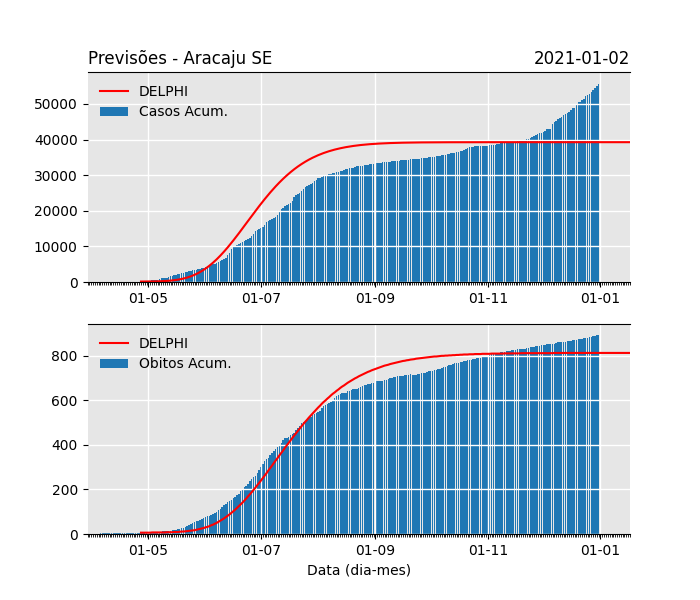 Previsões - Aracaju SE 2021-01-02
DELPHI
Casos Acum.
50000
40000
30000
20000
10000
0
01-05 01-07 01-09 01-11 01-01
DELPHI
Obitos Acum.
800
600
400
200
0
01-05 01-07 01-09 01-11 01-01
Data (dia-mes)